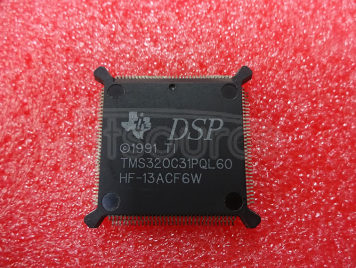 DSP
©1991 TI
TMS320C31PQL60
HF-13ACF6W